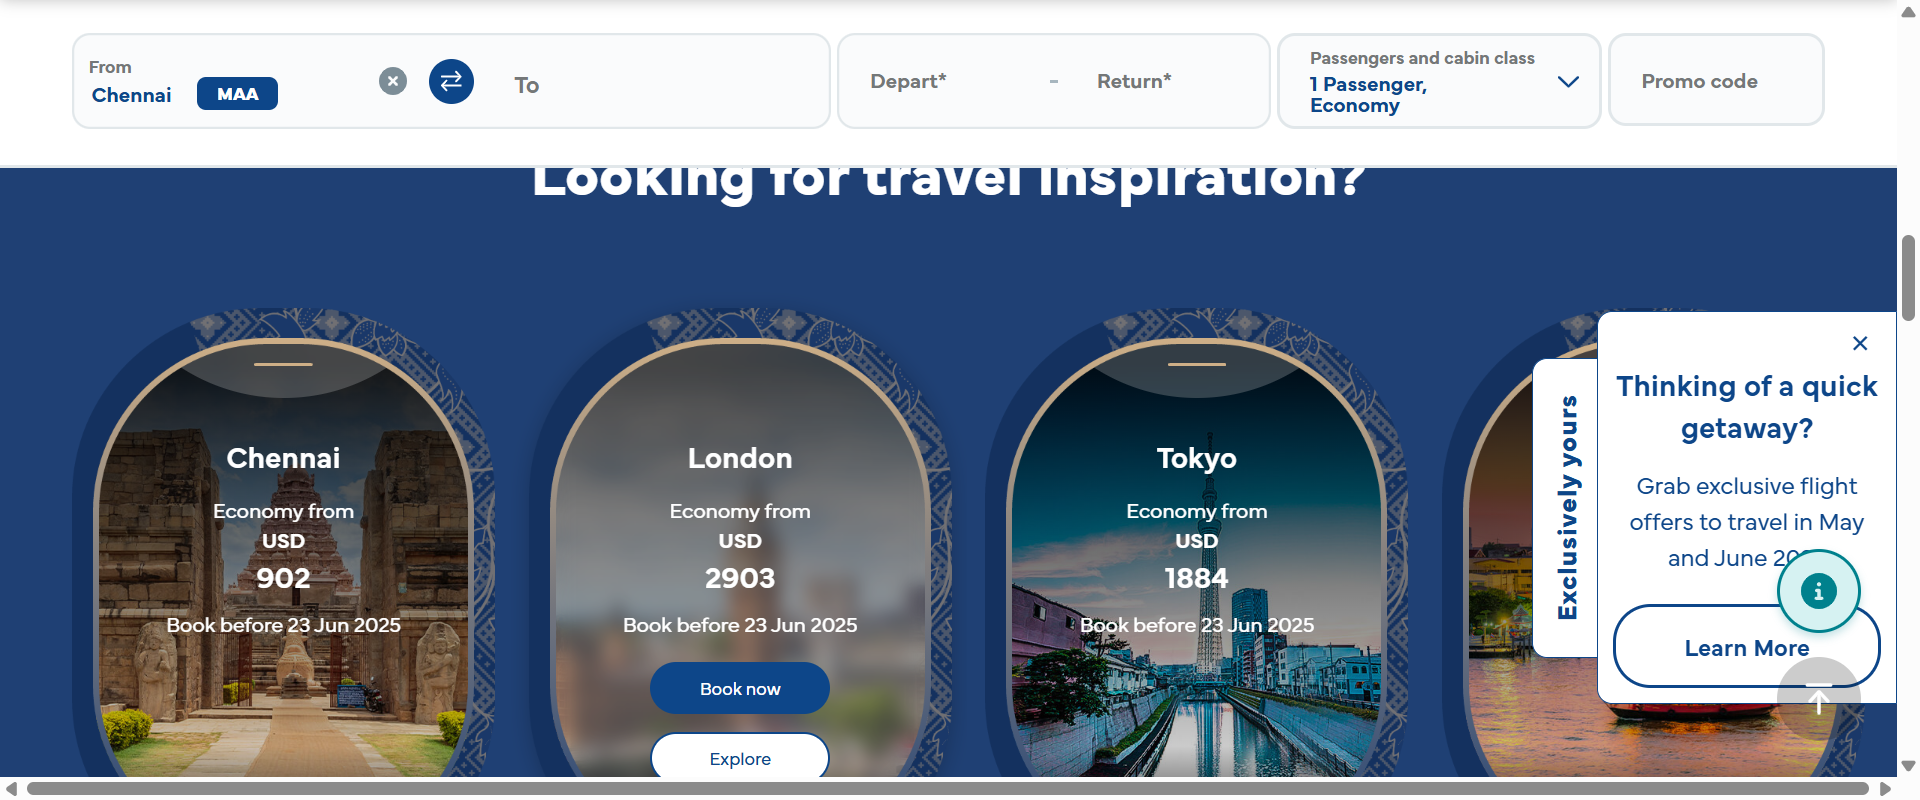 From
Chennai MAA
To
Depart* - Return*
Passengers and cabin class
1 Passenger,
Economy
Promo code
Looking for travel inspiration?
Chennai
Economy from
USD
902
Book before 23 Jun 2025
London
Economy from
USD
2903
Book before 23 Jun 2025
Book now
Explore
Tokyo
Economy from
USD
1884
Book before 23 Jun 2025
Exclusively yours
Thinking of a quick
getaway?
Grab exclusive flight
offers to travel in May
and June
Learn More